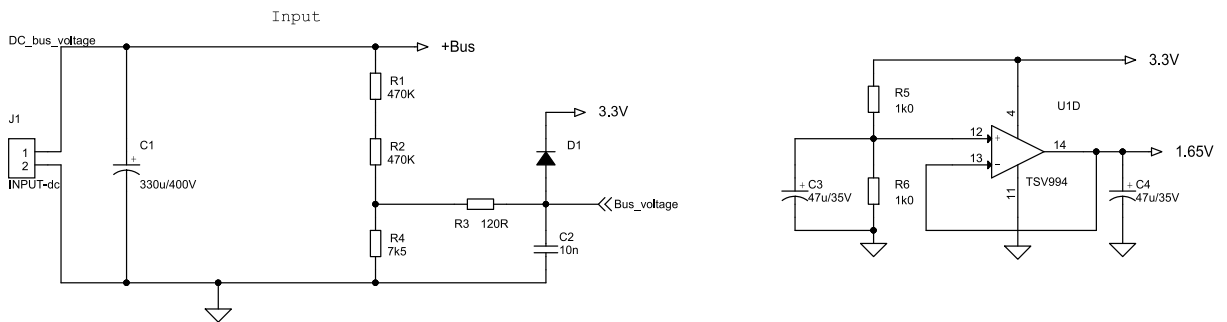 Input
DC_bus_voltage
+Bus
R1
470K
3.3V
J1
1
2
INPUT-dc
C1
+
330u/400V
R2
470K
D1
R3 120R
Bus_voltage
R4
7k5
C2
10n
3.3V
R5
1k0
4
U1D
12
+
13
−
14
1.65V
TSV994
11
+
C3
47u/35V
R6
1k0
+
C4
47u/35V